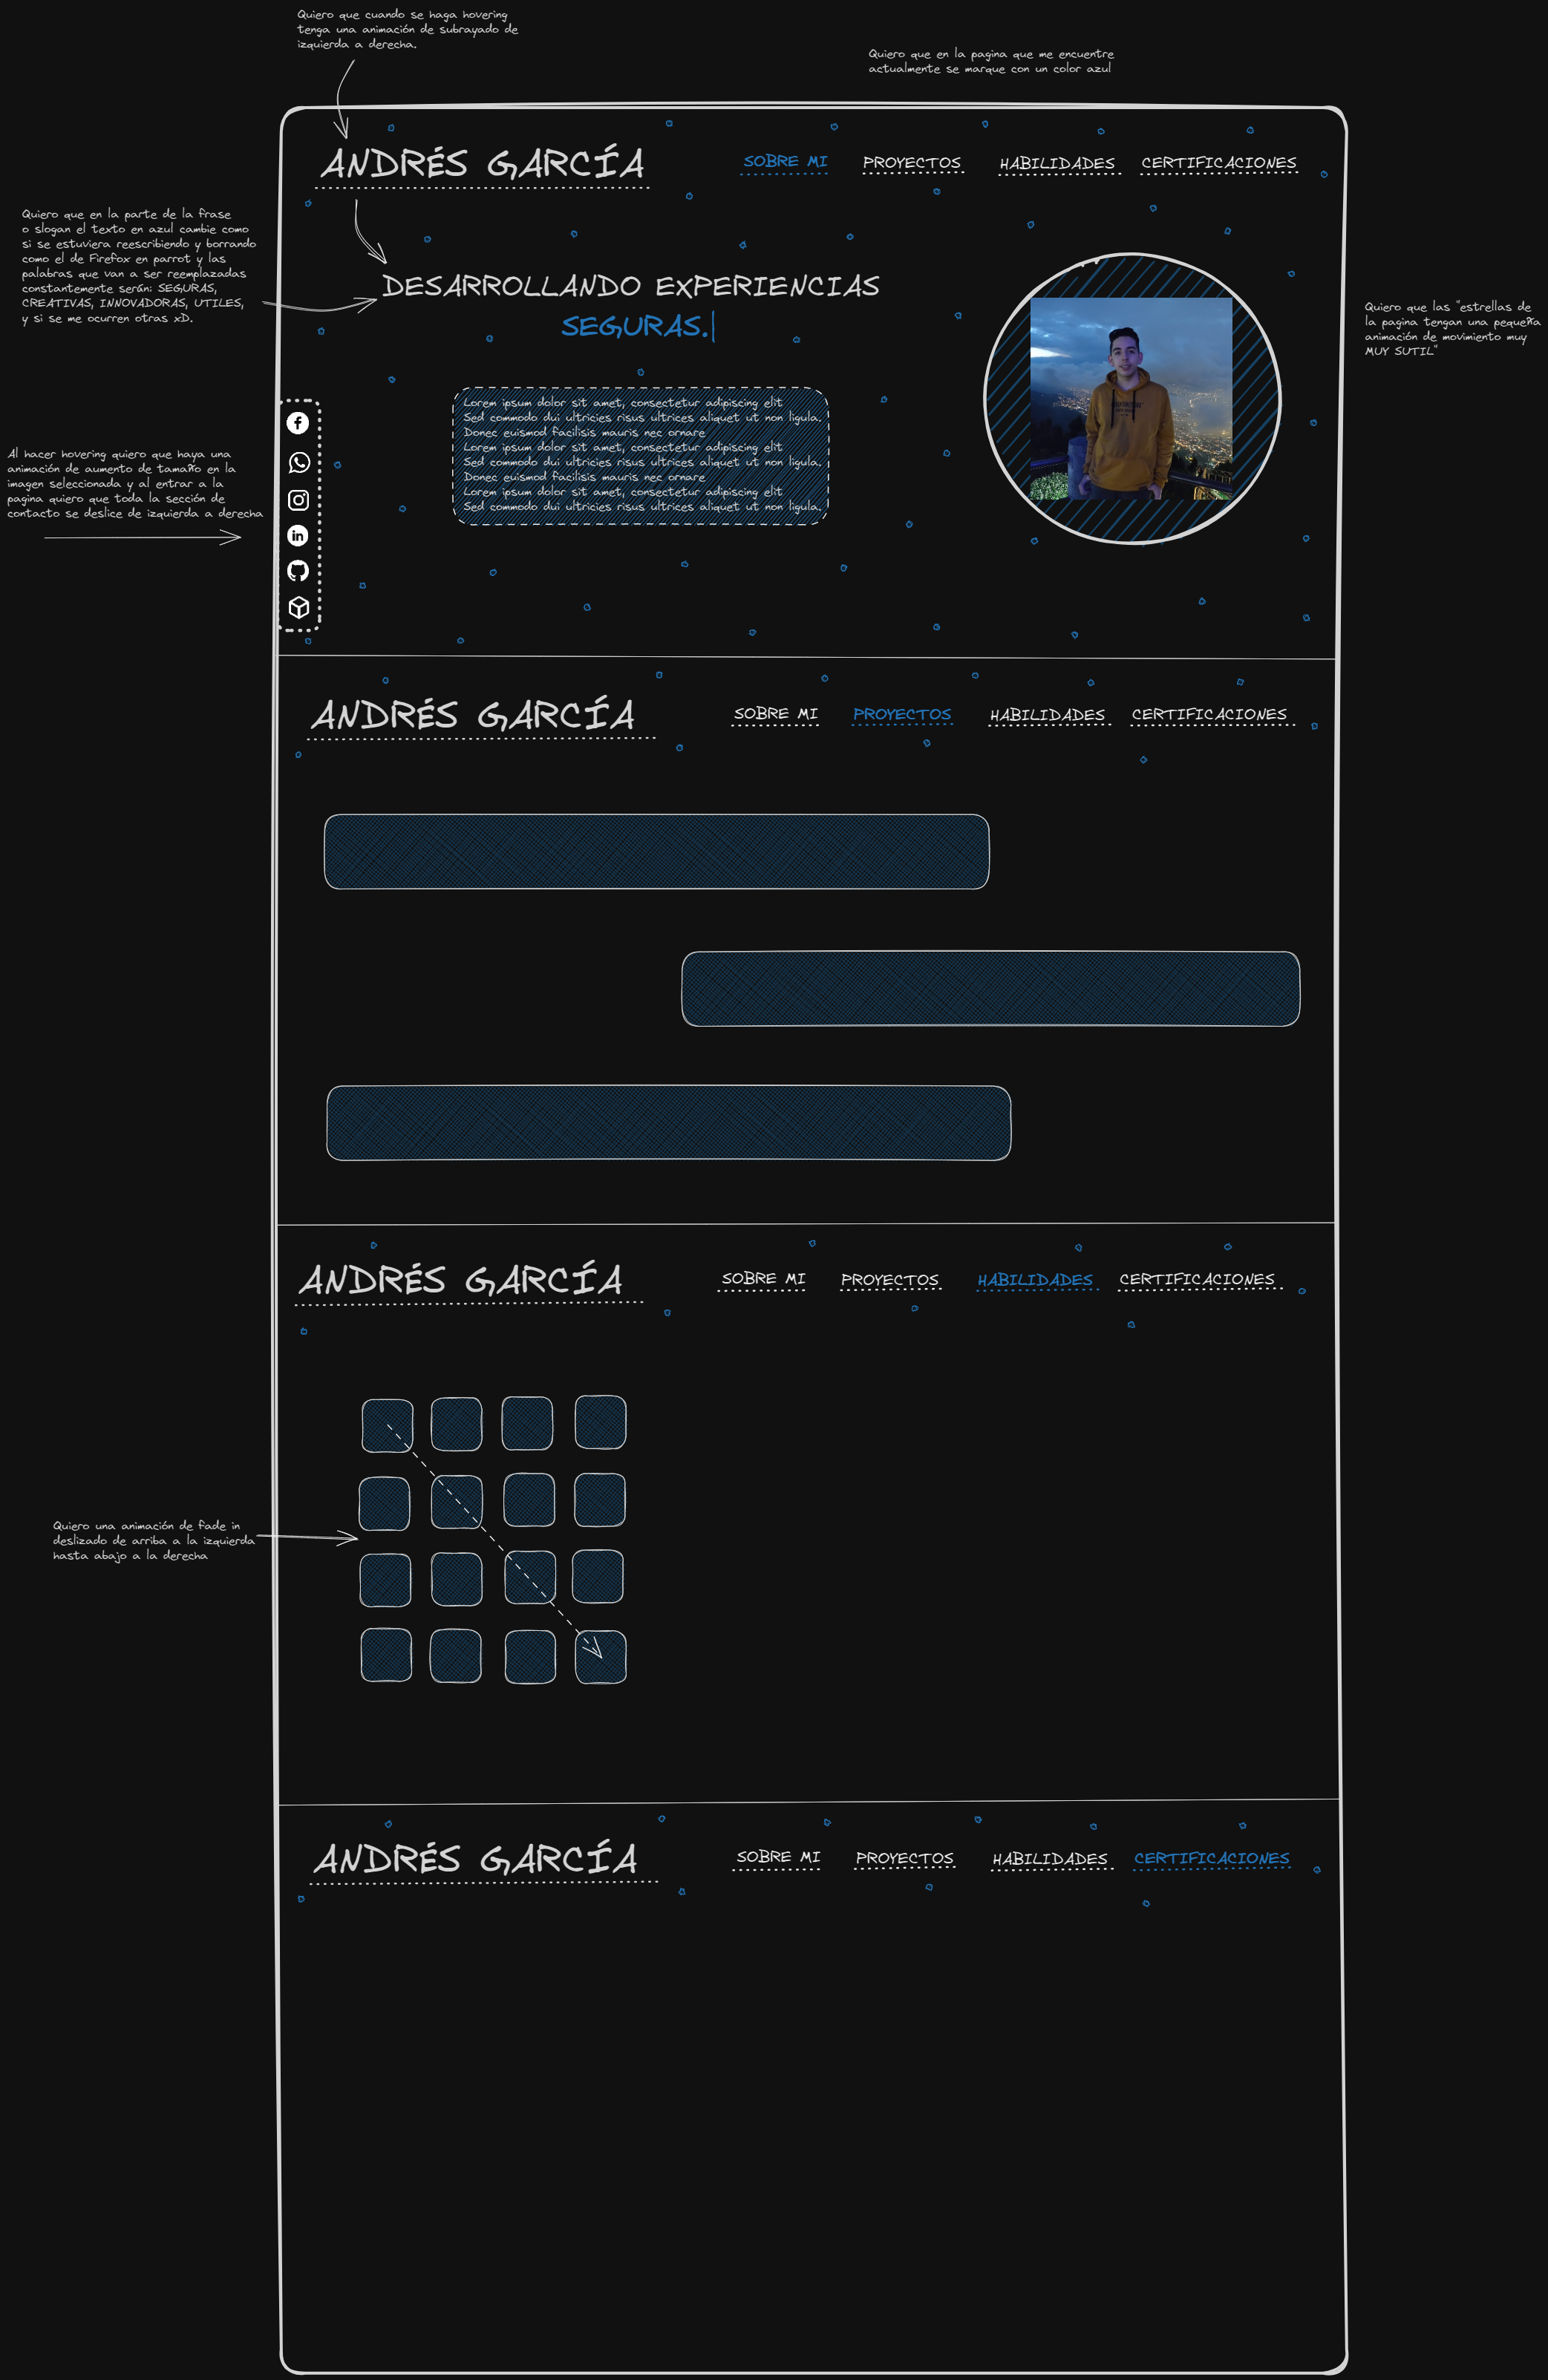 Quiero que cuando se haga hovering
tenga una animación de subrayado de
izquierda a derecha.
Quiero que en la pagina que me encuentre
actualmente se marque con un color azul
ANDRÉS GARCÍA
SOBRE MI
PROYECTOS
HABILIDADES
CERTIFICACIONES
Quiero que en la parte de la frase
o slogan el texto en azul cambie como
si se estuviera reescribiendo y borrando
como el de Firefox en parrot y las
palabras que van a ser reemplazadas
constantemente serán: SEGURAS,
CREATIVAS, INNOVADORAS, UTILES,
y si se me ocurren otras xD.
DESARROLLANDO EXPERIENCIAS
SEGURAS.|
Quiero que las "estrellas de
la pagina tengan una pequeña
animación de movimiento muy
MUY SUTIL"
Lorem ipsum dolor sit amet, consectetur adipiscing elit
Sed commodo dui ultricies risus ultrices aliquet ut non ligula.
Donec euismod facilisis mauris nec ornare
Lorem ipsum dolor sit amet, consectetur adipiscing elit
Sed commodo dui ultricies risus ultrices aliquet ut non ligula.
Donec euismod facilisis mauris nec ornare
Lorem ipsum dolor sit amet, consectetur adipiscing elit
Sed commodo dui ultricies risus ultrices aliquet ut non ligula.
Al hacer hovering quiero que haya una
animación de aumento de tamaño en la
imagen seleccionada y al entrar a la
pagina quiero que toda la sección de
contacto se deslice de izquierda a derecha
ANDRÉS GARCÍA
SOBRE MI
PROYECTOS
HABILIDADES
CERTIFICACIONES
ANDRÉS GARCÍA
SOBRE MI
PROYECTOS
HABILIDADES
CERTIFICACIONES
Quiero una animación de fade in
deslizado de arriba a la izquierda
hasta abajo a la derecha
ANDRÉS GARCÍA
SOBRE MI
PROYECTOS
HABILIDADES
CERTIFICACIONES